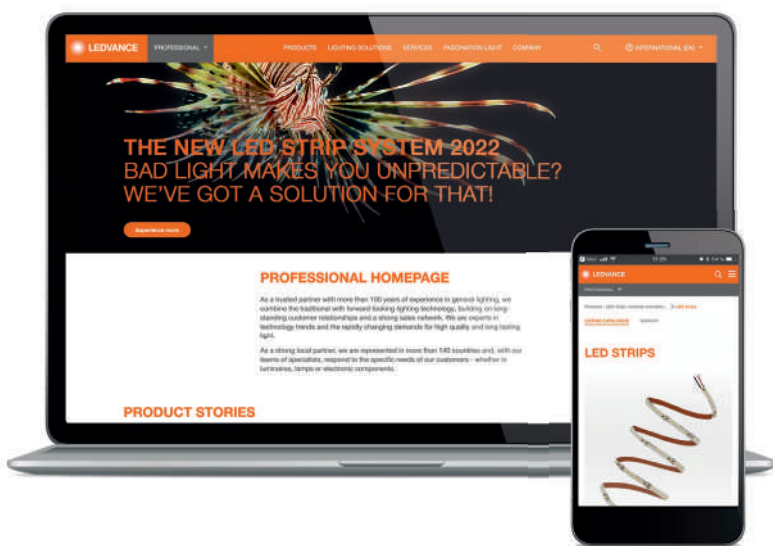 LEDVANCE PROFESSIONAL PRODUCTS LIGHTING SOLUTIONS SERVICES FASCINATION LIGHT COMPANY INTERNATIONAL (EN)
THE NEW LED STRIP SYSTEM 2022
BAD LIGHT MAKES YOU UNPREDICTABLE?
WE'VE GOT A SOLUTION FOR THAT!
Experience more
PROFESSIONAL HOMEPAGE
As a trusted partner with more than 100 years of experience in general lighting, we
combine the traditional with forward looking lighting technology, building on long-
standing customer relationships and a strong sales network. We are experts in
technology trends and the rapidly changing demands for high quality and long lasting
light.
As a strong local partner, we are represented in more than 140 countries and, with our
teams of specialists, respond to the specific needs of our customers - whether in
luminaires, lamps or electronic components.
PRODUCT STORIES
LEDVANCE
PROFESSIONAL
LED STRIPS
LED STRIPS